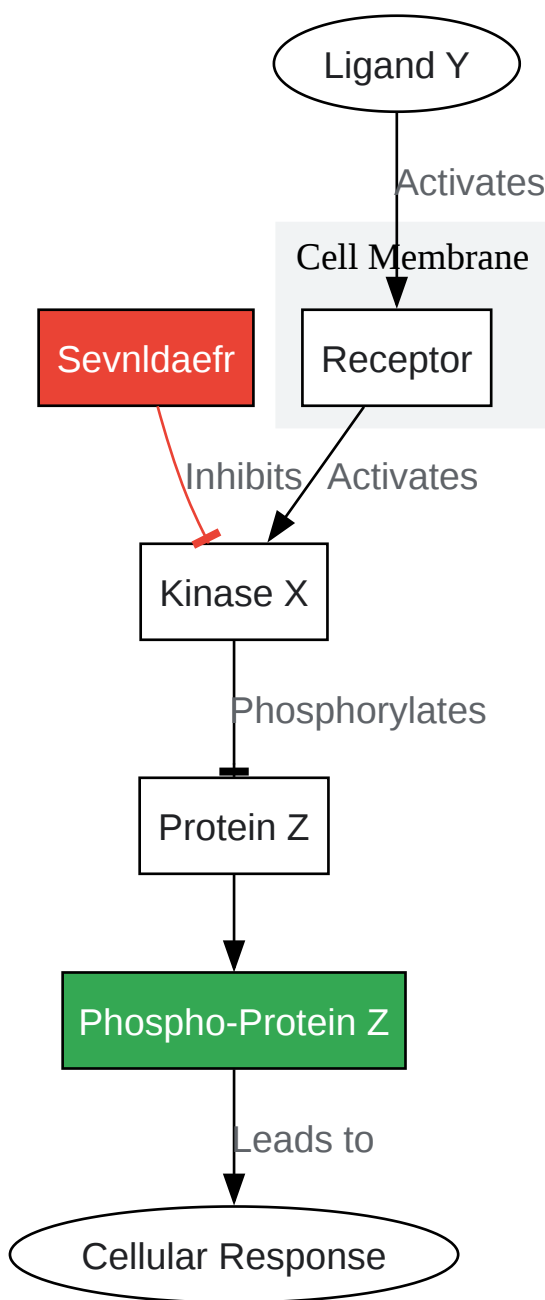 Ligand Y
Activates
Cell Membrane
Sevnldaefr
Receptor
Inhibits
Activates
Kinase X
Phosphorylates
Protein Z
Phospho-Protein Z
Leads to
Cellular Response